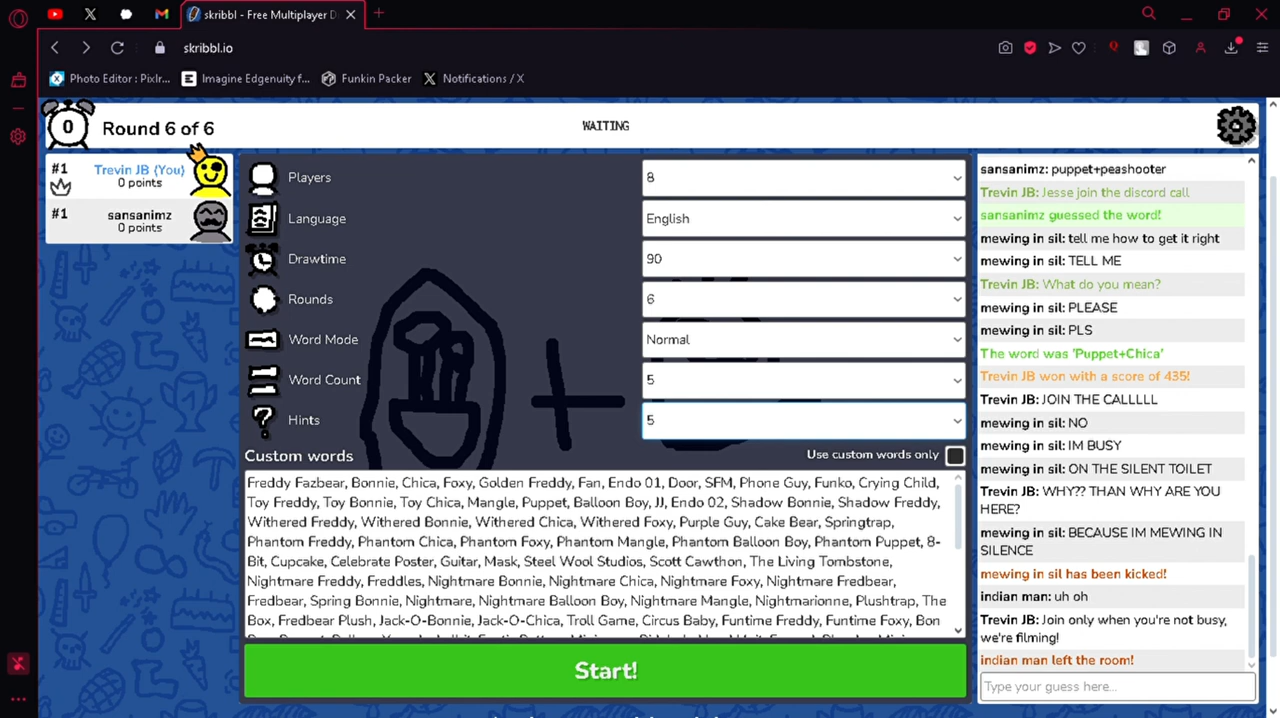 skribbl - Free Multiplayer D
skribbl.io
Photo Editor : Pixlr...
Imagine Edgenuity f...
Funkin Packer
Notifications / X
0
Round 6 of 6
WAITING
#1
Trevin JB (You)
0 points
#1
sansanimz
0 points
Players
8
Language
English
Drawtime
90
Rounds
6
Word Mode
Normal
Word Count
5
Hints
5
Custom words
Use custom words only
Freddy Fazbear, Bonnie, Chica, Foxy, Golden Freddy, Fan, Endo 01, Door, SFM, Phone Guy, Funko, Crying Child,
Toy Freddy, Toy Bonnie, Toy Chica, Mangle, Puppet, Balloon Boy, JJ, Endo 02, Shadow Bonnie, Shadow Freddy,
Withered Freddy, Withered Bonnie, Withered Chica, Withered Foxy, Purple Guy, Cake Bear, Springtrap,
Phantom Freddy, Phantom Chica, Phantom Foxy, Phantom Mangle, Phantom Balloon Boy, Phantom Puppet, 8-
Bit, Cupcake, Celebrate Poster, Guitar, Mask, Steel Wool Studios, Scott Cawthon, The Living Tombstone,
Nightmare Freddy, Freddles, Nightmare Bonnie, Nightmare Chica, Nightmare Foxy, Nightmare Fredbear,
Fredbear, Spring Bonnie, Nightmare, Nightmare Balloon Boy, Nightmare Mangle, Nightmarionne, Plushtrap, The
Box, Fredbear Plush, Jack-O-Bonnie, Jack-O-Chica, Troll Game, Circus Baby, Funtime Freddy, Funtime Foxy, Bon
Start!
sansanimz: puppet+peashooter
Trevin JB: Jesse join the discord call
sansanimz guessed the word!
mewing in sil: tell me how to get it right
mewing in sil: TELL ME
Trevin JB: What do you mean?
mewing in sil: PLEASE
mewing in sil: PLS
The word was 'Puppet+Chica'
Trevin JB won with a score of 435!
Trevin JB: JOIN THE CALLLLL
mewing in sil: NO
mewing in sil: IM BUSY
mewing in sil: ON THE SILENT TOILET
Trevin JB: WHY?? THAN WHY ARE YOU
HERE?
mewing in sil: BECAUSE IM MEWING IN
SILENCE
mewing in sil has been kicked!
indian man: uh oh
Trevin JB: Join only when you're not busy,
we're filming!
indian man left the room!
Type your guess here...